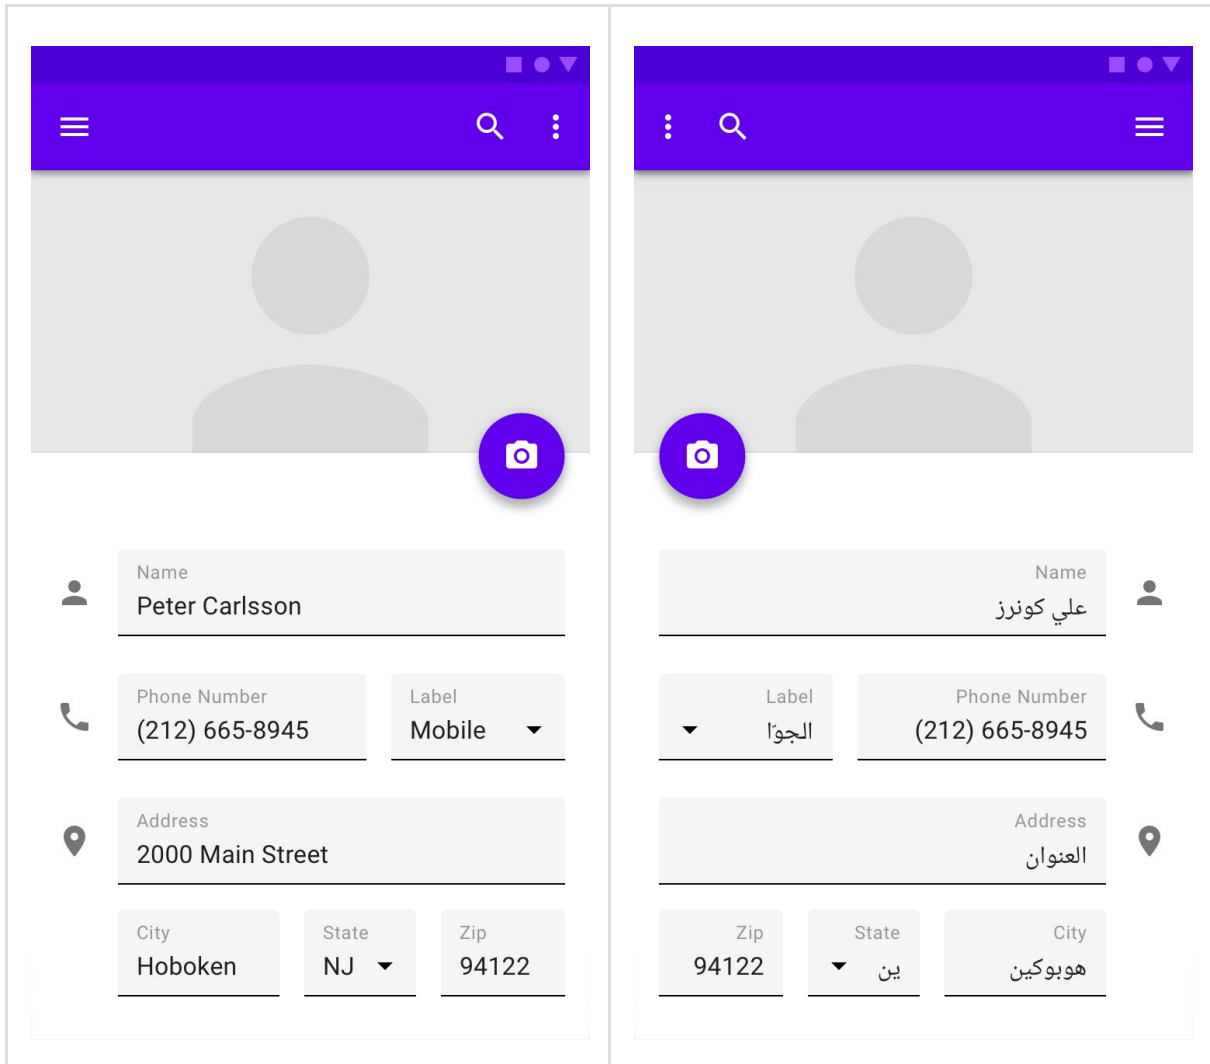 Name
Peter Carlsson
Phone Number
(212) 665-8945
Label
Mobile
Address
2000 Main Street
City
Hoboken
State
NJ
Zip
94122
Name
علي كونرز
Phone Number
(212) 665-8945
Label
الجوّا
Address
العنوان
City
هوبوكين
State
ين
Zip
94122